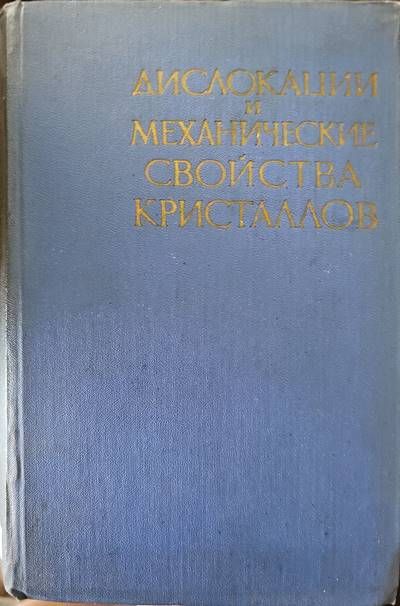 ДИСЛОКАЦИИ
И
МЕХАНИЧЕСКИЕ
СВОЙСТВА
КРИСТАЛЛОВ